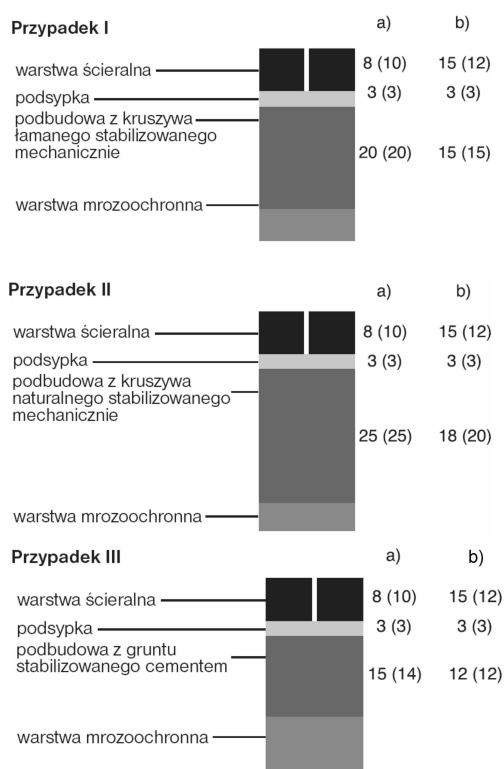 Przypadek I
a) b)
warstwa ścieralna 8 (10) 15 (12)
podsypka 3 (3) 3 (3)
podbudowa z kruszywa
łamanego stabilizowanego
mechanicznie 20 (20) 15 (15)
warstwa mrozoochronna
Przypadek II
a) b)
warstwa ścieralna 8 (10) 15 (12)
podsypka 3 (3) 3 (3)
podbudowa z kruszywa
naturalnego stabilizowanego
mechanicznie
25 (25) 18 (20)
warstwa mrozoochronna
Przypadek III
a) b)
warstwa ścieralna 8 (10) 15 (12)
podsypka 3 (3) 3 (3)
podbudowa z gruntu
stabilizowanego cementem
15 (14) 12 (12)
warstwa mrozoochronna